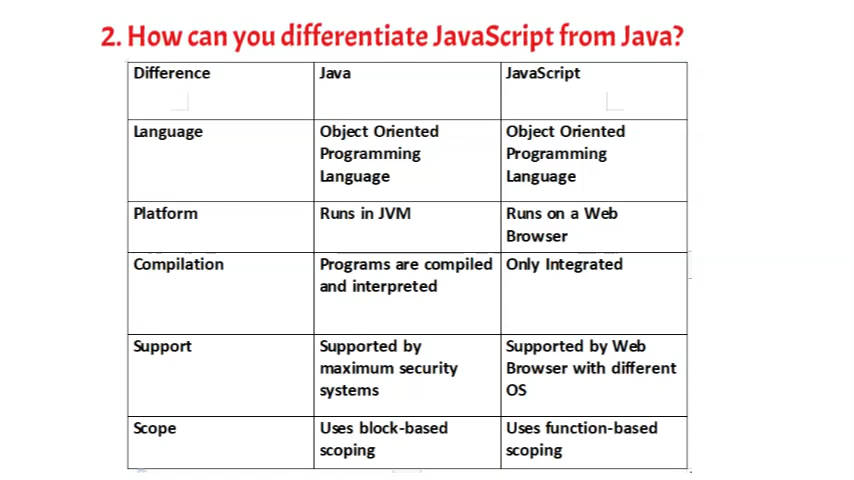 2. How can you differentiate JavaScript from Java?
Difference Java JavaScript
Language Object Oriented Object Oriented
Programming Programming
Language Language
Platform Runs in JVM Runs on a Web
Browser
Compilation Programs are compiled Only Integrated
and interpreted
Support Supported by Supported by Web
maximum security Browser with different
systems OS
Scope Uses block-based Uses function-based
scoping scoping